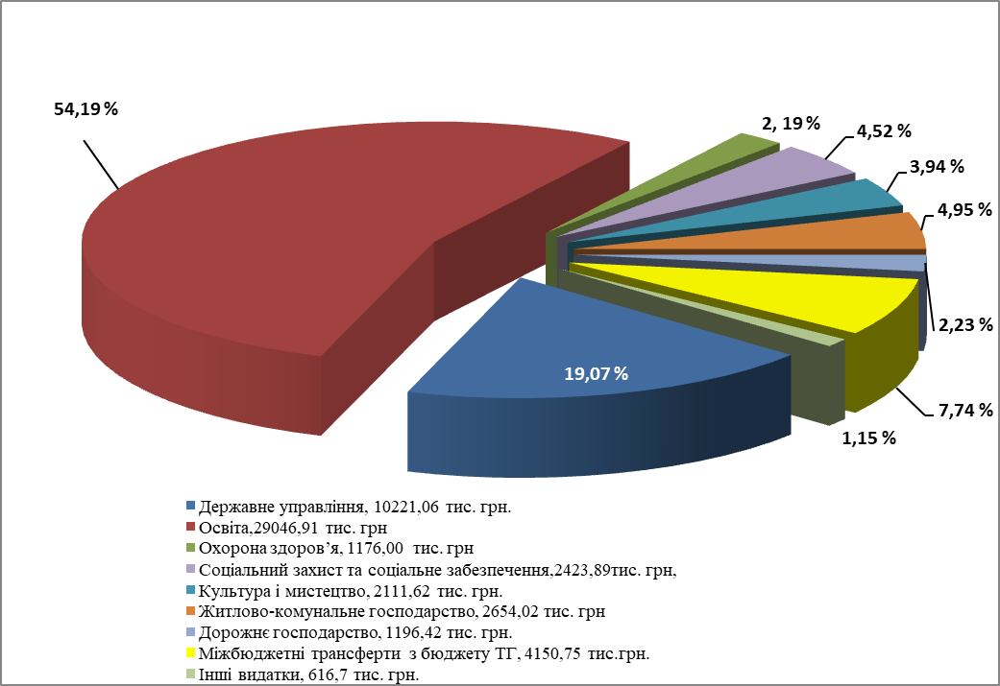 54,19 %
2, 19 %
4,52 %
3,94 %
4,95 %
2,23 %
19,07 %
7,74 %
1,15 %
Державне управління, 10221,06 тис. грн.
Освіта,29046,91 тис. грн
Охорона здоров’я, 1176,00 тис. грн
Соціальний захист та соціальне забезпечення,2423,89тис. грн,
Культура і мистецтво, 2111,62 тис. грн.
Житлово-комунальне господарство, 2654,02 тис. грн
Дорожнє господарство, 1196,42 тис. грн.
Міжбюджетні трансферти з бюджету ТГ, 4150,75 тис.грн.
Інші видатки, 616,7 тис. грн.